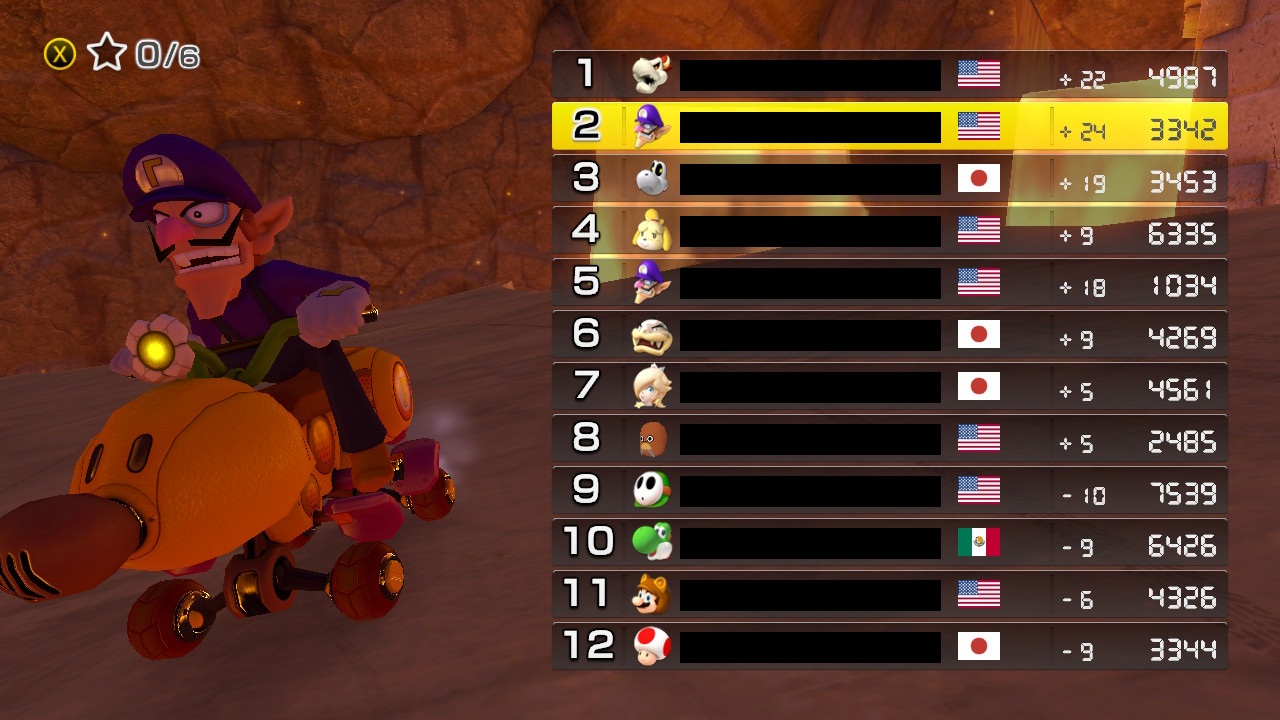 X 0/6
1 + 22 4987
2 + 24 3342
3 + 19 3453
4 + 9 6335
5 + 18 1034
6 + 9 4269
7 + 5 4561
8 + 5 2485
9 - 10 7539
10 - 9 6426
11 - 6 4326
12 - 9 3344